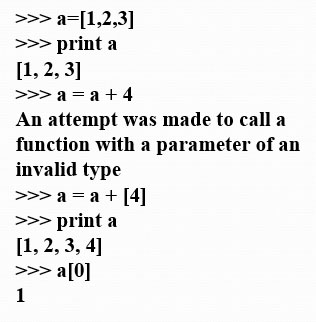 >>> a=[1,2,3]
>>> print a
[1, 2, 3]
>>> a = a + 4
An attempt was made to call a
function with a parameter of an
invalid type
>>> a = a + [4]
>>> print a
[1, 2, 3, 4]
>>> a[0]
1